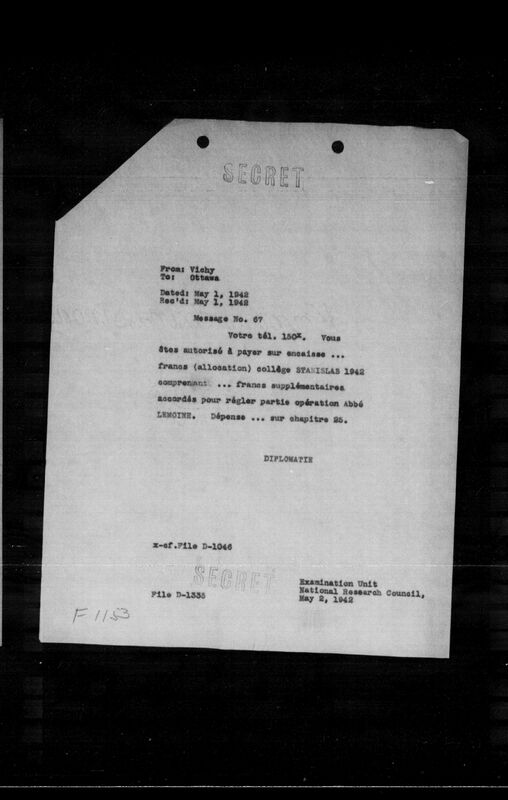 SECRET
From: Vichy
To: Ottawa
Dated: May 1, 1942
Rec'd: May 1, 1942
Message No. 67
Votre tél. 150x. Vous
êtes autorisé à payer sur encaisse ...
francs (allocation) collège STANISLAS 1942
comprenant ... francs supplémentaires
accordés pour régler partie opération Abbé
LEMOINE. Dépense ... sur chapitre 25.
DIPLOMATIE
x-cf.File D-1046
SECRET
Examination Unit
National Research Council,
May 2, 1942
File D-1335
F 1153